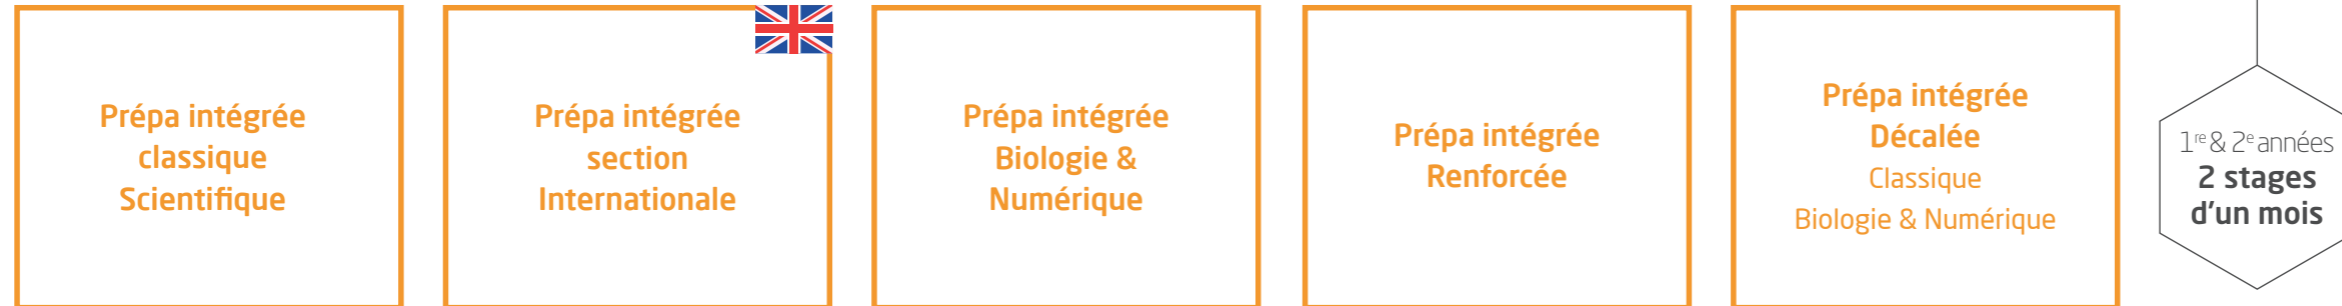 Prépa intégrée
classique
Scientifique
Prépa intégrée
section
Internationale
Prépa intégrée
Biologie &
Numérique
Prépa intégrée
Renforcée
Prépa intégrée
Décalée
Classique
Biologie & Numérique
1re & 2e années
2 stages
d'un mois